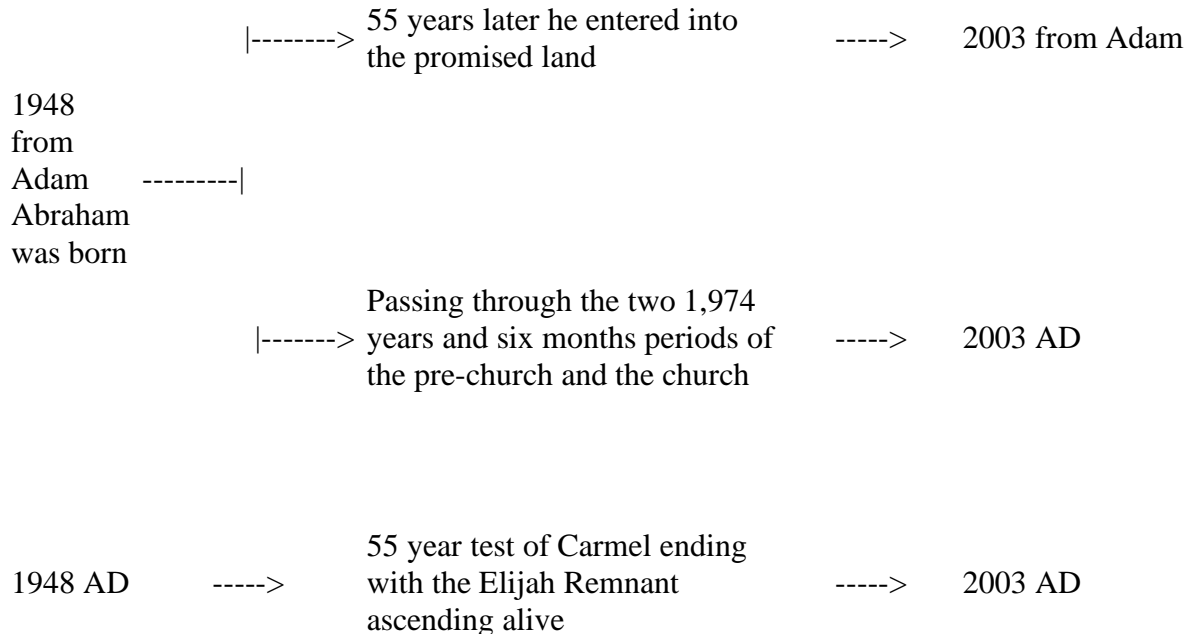 |--------> 55 years later he entered into the promised land -----> 2003 from Adam
1948
from
Adam ---------|
Abraham
was born
|-------> Passing through the two 1,974 years and six months periods of the pre-church and the church -----> 2003 AD
1948 AD -----> 55 year test of Carmel ending with the Elijah Remnant ascending alive -----> 2003 AD